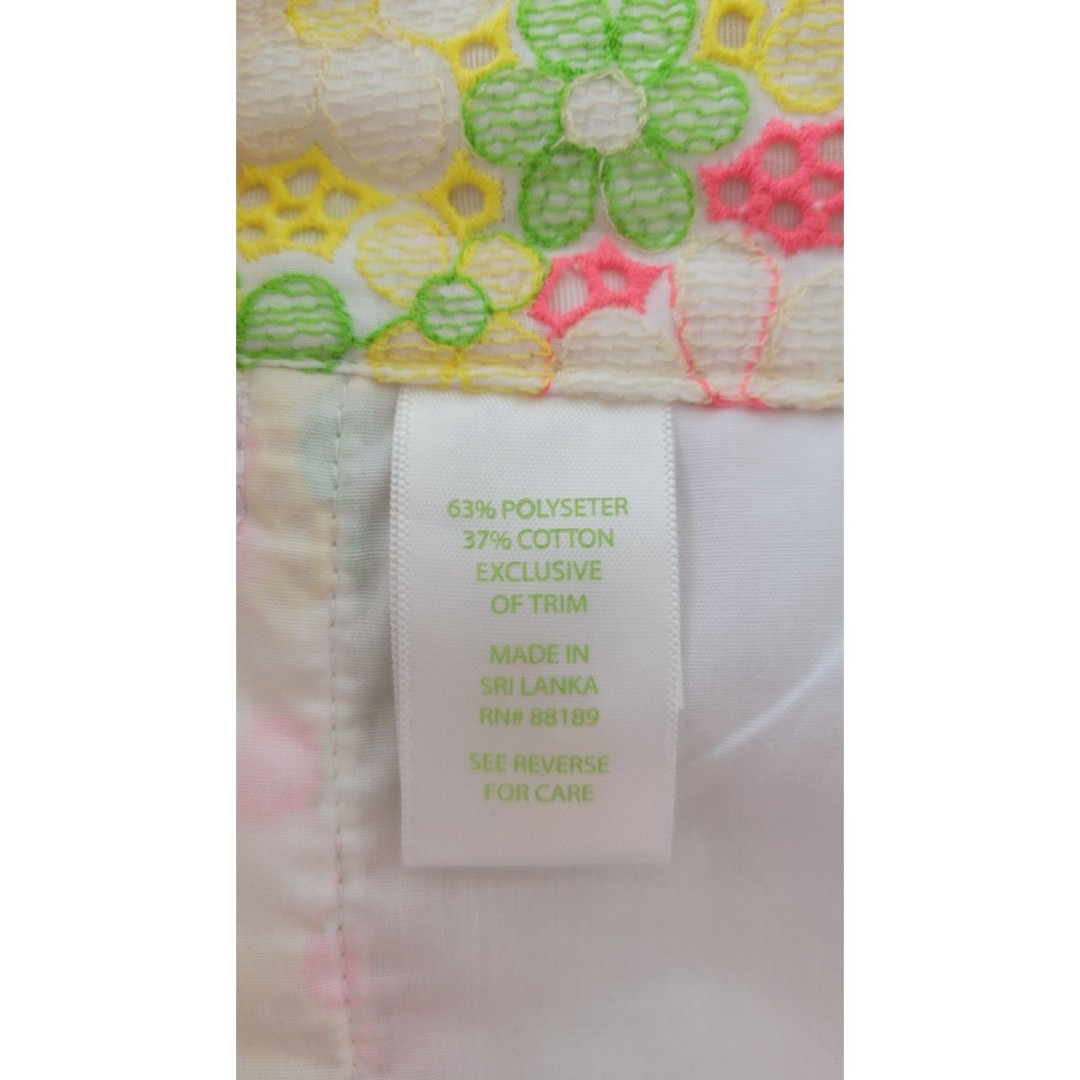 63% POLYSETER
37% COTTON
EXCLUSIVE
OF TRIM
MADE IN
SRI LANKA
RN# 88189
SEE REVERSE
FOR CARE